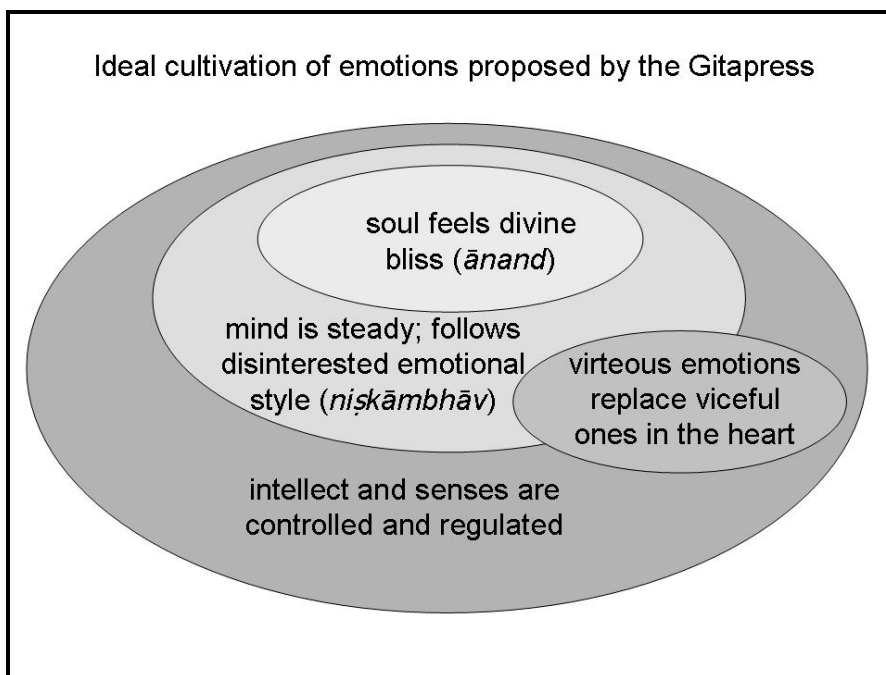 Ideal cultivation of emotions proposed by the Gitapress
soul feels divine
bliss (ānand)
mind is steady; follows
disinterested emotional
style (niṣkāmbhāv)
virteous emotions
replace viceful
ones in the heart
intellect and senses are
controlled and regulated